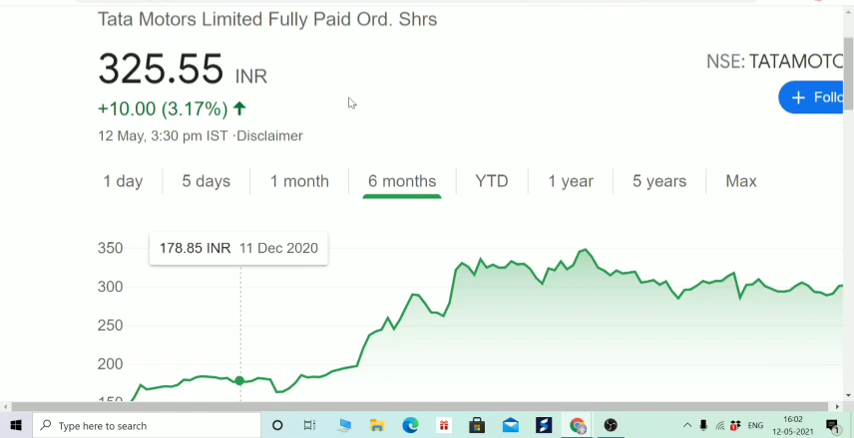 Tata Motors Limited Fully Paid Ord. Shrs
325.55 INR
NSE: TATAMOTO
+10.00 (3.17%)
+ Follo
12 May, 3:30 pm IST ·Disclaimer
1 day 5 days 1 month 6 months YTD 1 year 5 years Max
178.85 INR 11 Dec 2020
350
300
250
200
150
Type here to search
ENG
16:02
12-05-2021
1